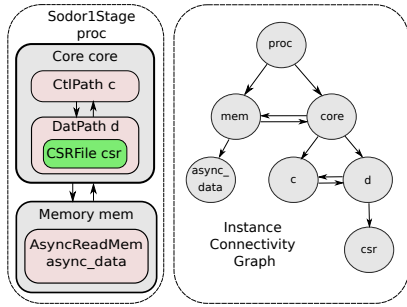 Sodor1Stage
proc
Core core
CtlPath c
DatPath d
CSRFile csr
Memory mem
AsyncReadMem
async_data
proc
mem
core
async_
data
c
d
csr
Instance
Connectivity
Graph